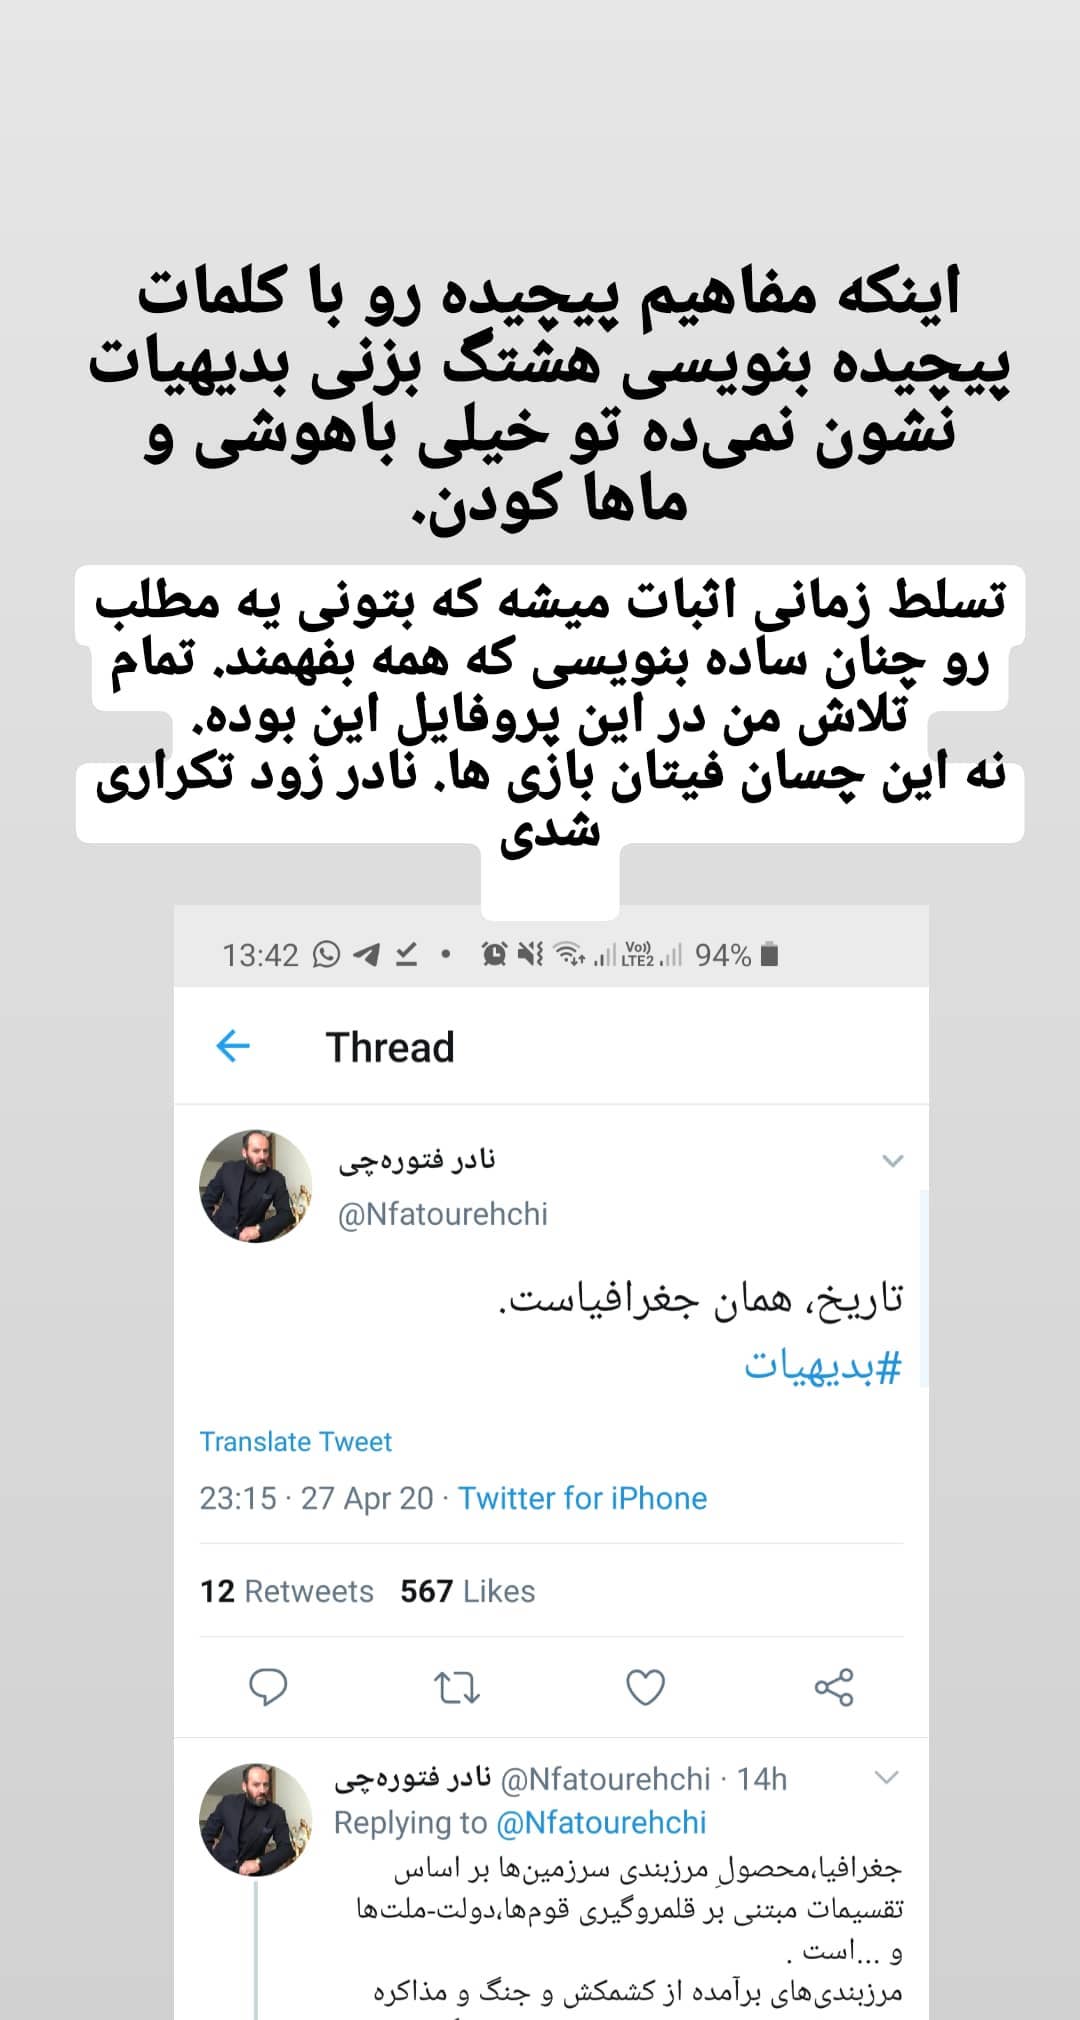 اینکه مفاهیم پیچیده رو با کلمات
پیچیده بنویسی هشتگ بزنی بدیهیات
نشون نمی‌ده تو خیلی باهوشی و
ماها کودن.
تسلط زمانی اثبات میشه که بتونی یه مطلب
رو چنان ساده بنویسی که همه بفهمند. تمام
تلاش من در این پروفایل این بوده.
نه این چسان فیتان بازی ها. نادر زود تکراری
شدی
13:42 Vo)) LTE2 94%
Thread
نادر فتوره‌چی
@Nfatourehchi
تاریخ، همان جغرافیاست.
#بدیهیات
Translate Tweet
23:15 · 27 Apr 20 · Twitter for iPhone
12 Retweets 567 Likes
نادر فتوره‌چی @Nfatourehchi · 14h
Replying to @Nfatourehchi
جغرافیا،محصولِ مرزبندی سرزمین‌ها بر اساس
تقسیمات مبتنی بر قلمروگیری قوم‌ها،دولت-ملت‌ها
و ...است .
مرزبندی‌های برآمده از کشمکش و جنگ و مذاکره